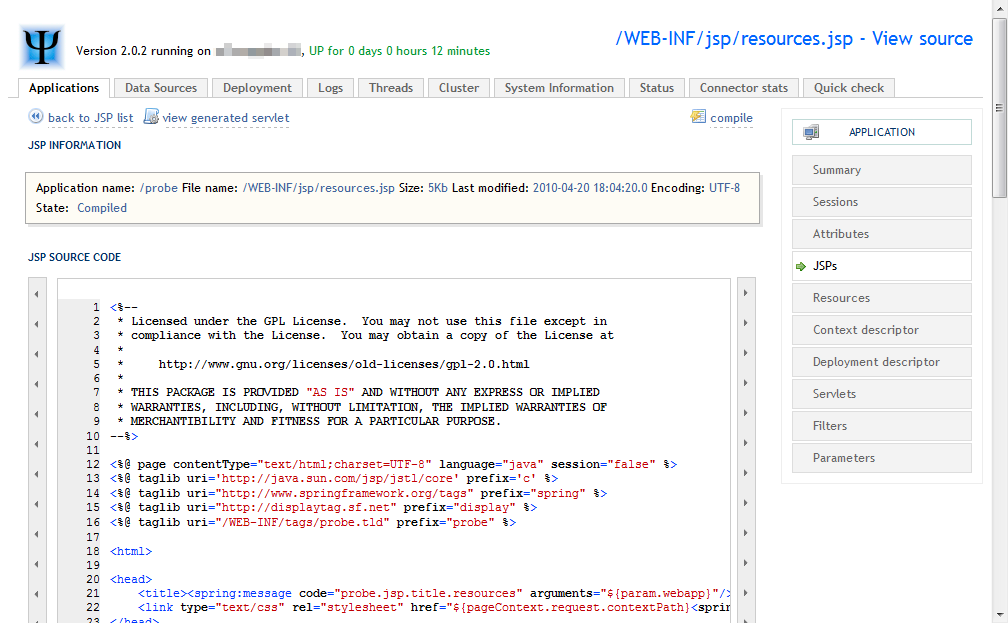 Ψ
Version 2.0.2 running on , UP for 0 days 0 hours 12 minutes
/WEB-INF/jsp/resources.jsp - View source
Applications Data Sources Deployment Logs Threads Cluster System Information Status Connector stats Quick check
back to JSP list view generated servlet compile
JSP INFORMATION
Application name: /probe File name: /WEB-INF/jsp/resources.jsp Size: 5Kb Last modified: 2010-04-20 18:04:20.0 Encoding: UTF-8
State: Compiled
JSP SOURCE CODE
1 <%--
2  * Licensed under the GPL License.  You may not use this file except in
3  * compliance with the License.  You may obtain a copy of the License at
4  *
5  *     http://www.gnu.org/licenses/old-licenses/gpl-2.0.html
6  *
7  * THIS PACKAGE IS PROVIDED "AS IS" AND WITHOUT ANY EXPRESS OR IMPLIED
8  * WARRANTIES, INCLUDING, WITHOUT LIMITATION, THE IMPLIED WARRANTIES OF
9  * MERCHANTIBILITY AND FITNESS FOR A PARTICULAR PURPOSE.
10 --%>
11
12 <%@ page contentType="text/html;charset=UTF-8" language="java" session="false" %>
13 <%@ taglib uri='http://java.sun.com/jsp/jstl/core' prefix='c' %>
14 <%@ taglib uri="http://www.springframework.org/tags" prefix="spring" %>
15 <%@ taglib uri="http://displaytag.sf.net" prefix="display" %>
16 <%@ taglib uri="/WEB-INF/tags/probe.tld" prefix="probe" %>
17
18 <html>
19
20 <head>
21     <title><spring:message code="probe.jsp.title.resources" arguments="${param.webapp}"/>
22     <link type="text/css" rel="stylesheet" href="${pageContext.request.contextPath}<sprin
23 </head>
APPLICATION
Summary
Sessions
Attributes
JSPs
Resources
Context descriptor
Deployment descriptor
Servlets
Filters
Parameters